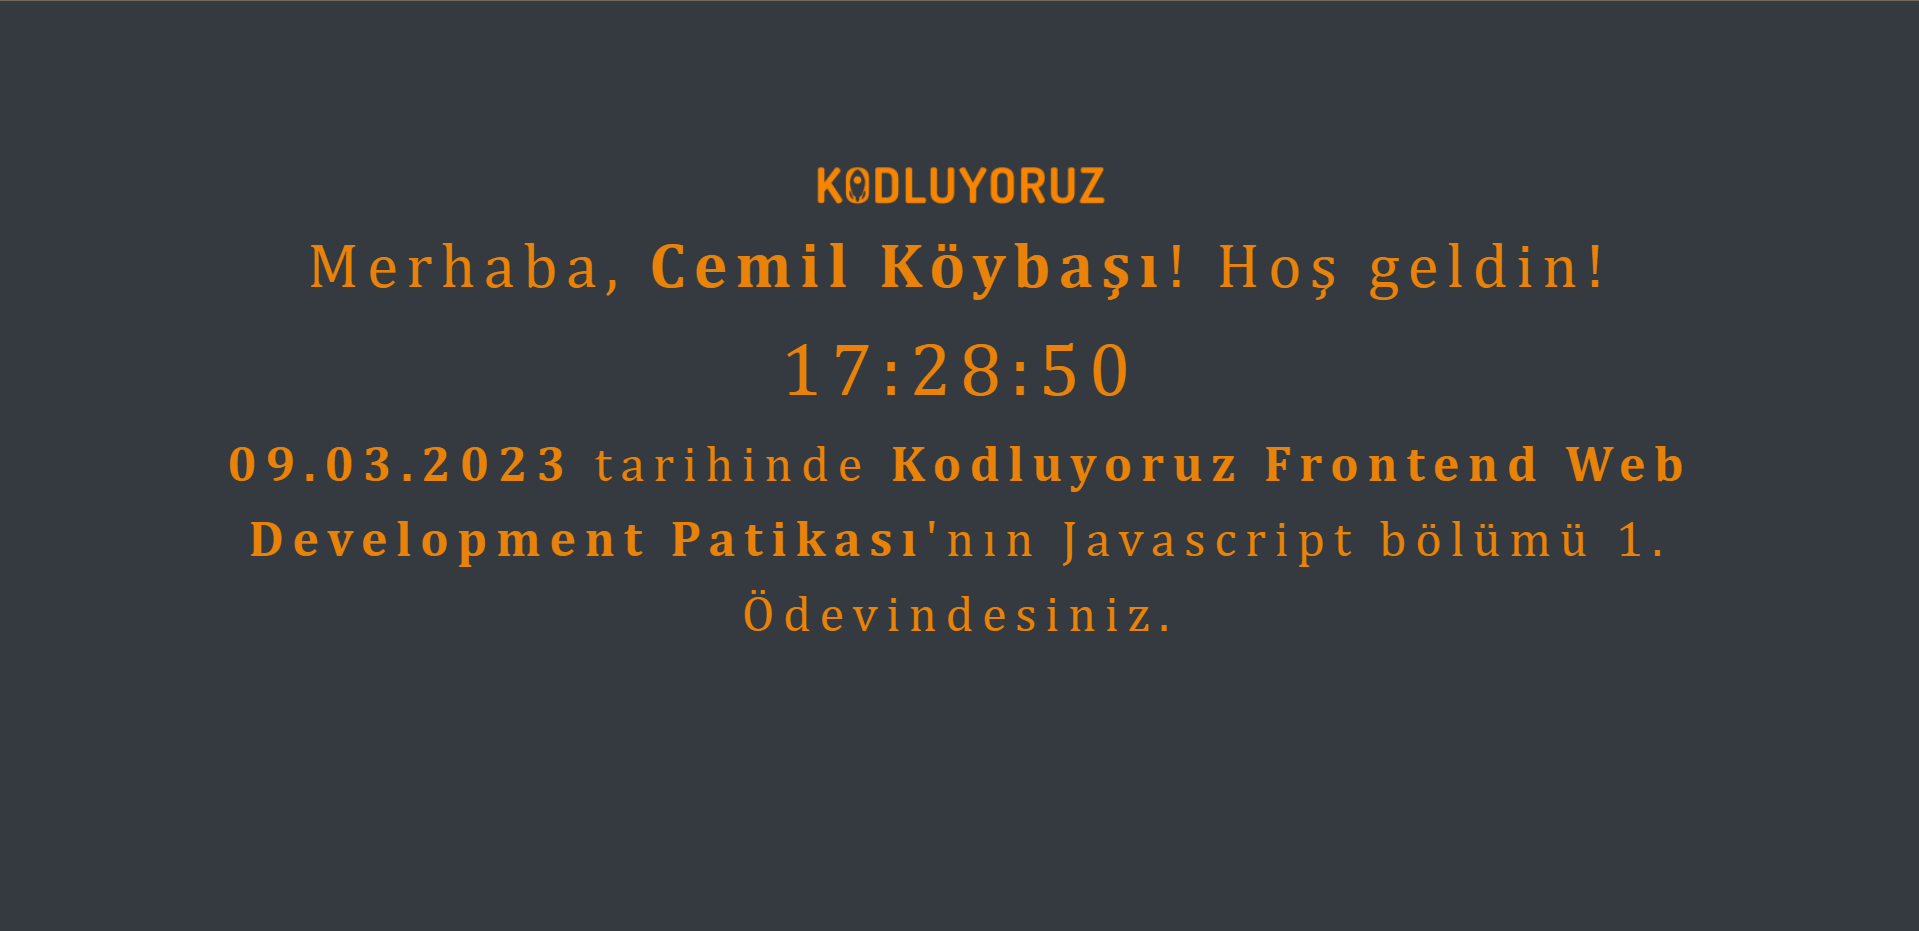 KODLUYORUZ
Merhaba, Cemil Köybaşı! Hoş geldin!
17:28:50
09.03.2023 tarihinde Kodluyoruz Frontend Web
Development Patikası'nın Javascript bölümü 1.
Ödevindesiniz.